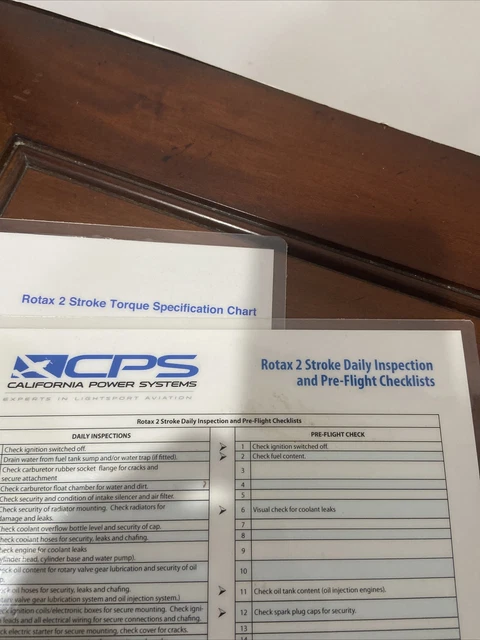 Rotax 2 Stroke Torque Specification Chart
CPS
CALIFORNIA POWER SYSTEMS
EXPERTS IN LIGHTSPORT AVIATION
Rotax 2 Stroke Daily Inspection
and Pre-Flight Checklists
Rotax 2 Stroke Daily Inspection and Pre-Flight Checklists
DAILY INSPECTIONS PRE-FLIGHT CHECK
Check ignition switched off. 1 Check ignition switched off.
Drain water from fuel tank sump and/or water trap (if fitted). 2 Check fuel content.
Check carburetor rubber socket flange for cracks and
secure attachment. 3
Check carburetor float chamber for water and dirt. 4
Check security and condition of intake silencer and air filter. 5
Check security of radiator mounting. Check radiators for
damage and leaks. 6 Visual check for coolant leaks
Check coolant overflow bottle level and security of cap. 7
Check coolant hoses for security, leaks and chafing. 8
Check engine for coolant leaks
(cylinder head, cylinder base and water pump). 9
oil content for rotary valve gear lubrication and security of oil
10
oil hoses for security, leaks and chafing.
valve gear lubrication system and oil injection system.) 11 Check oil tank content (oil injection engines).
ignition coils/electronic boxes for secure mounting. Check igni-
leads and all electrical wiring for secure connections and chafing. 12 Check spark plug caps for security.
electric starter for secure mounting, check cover for cracks. 13
14